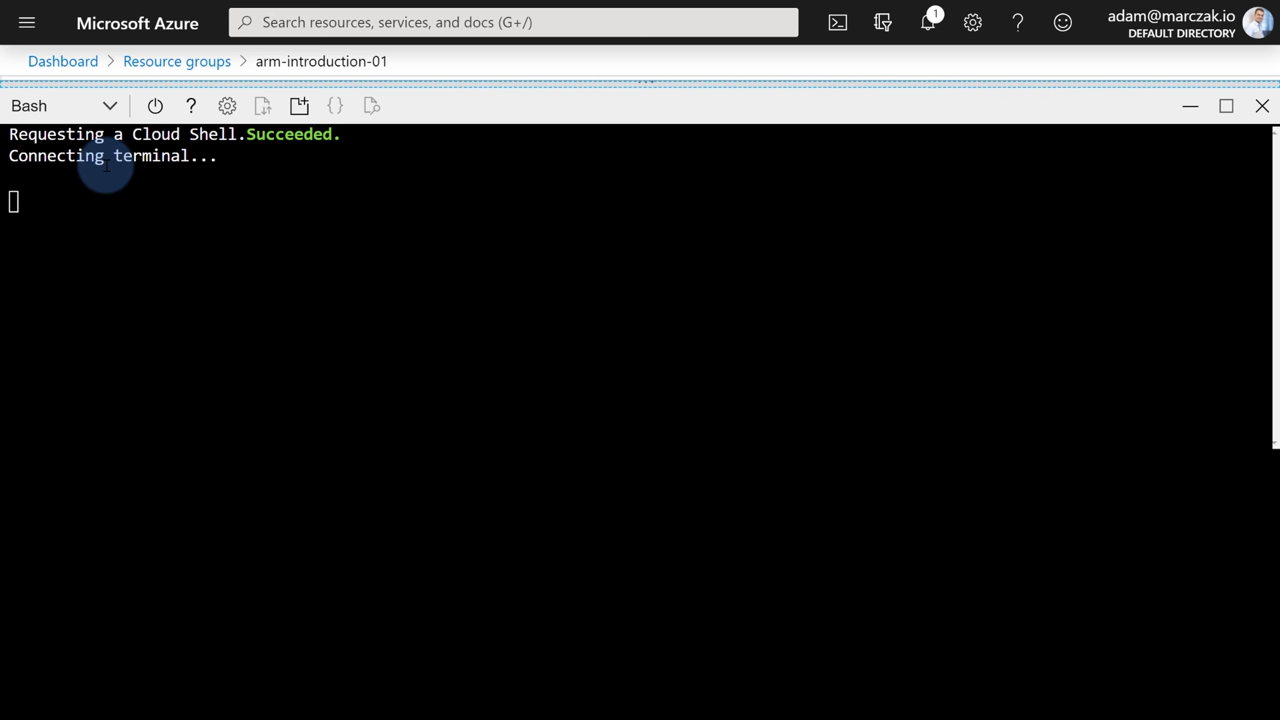 Microsoft Azure
Search resources, services, and docs (G+/)
1
adam@marczak.io
DEFAULT DIRECTORY
Dashboard > Resource groups > arm-introduction-01
Bash
Requesting a Cloud Shell.Succeeded.
Connecting terminal...